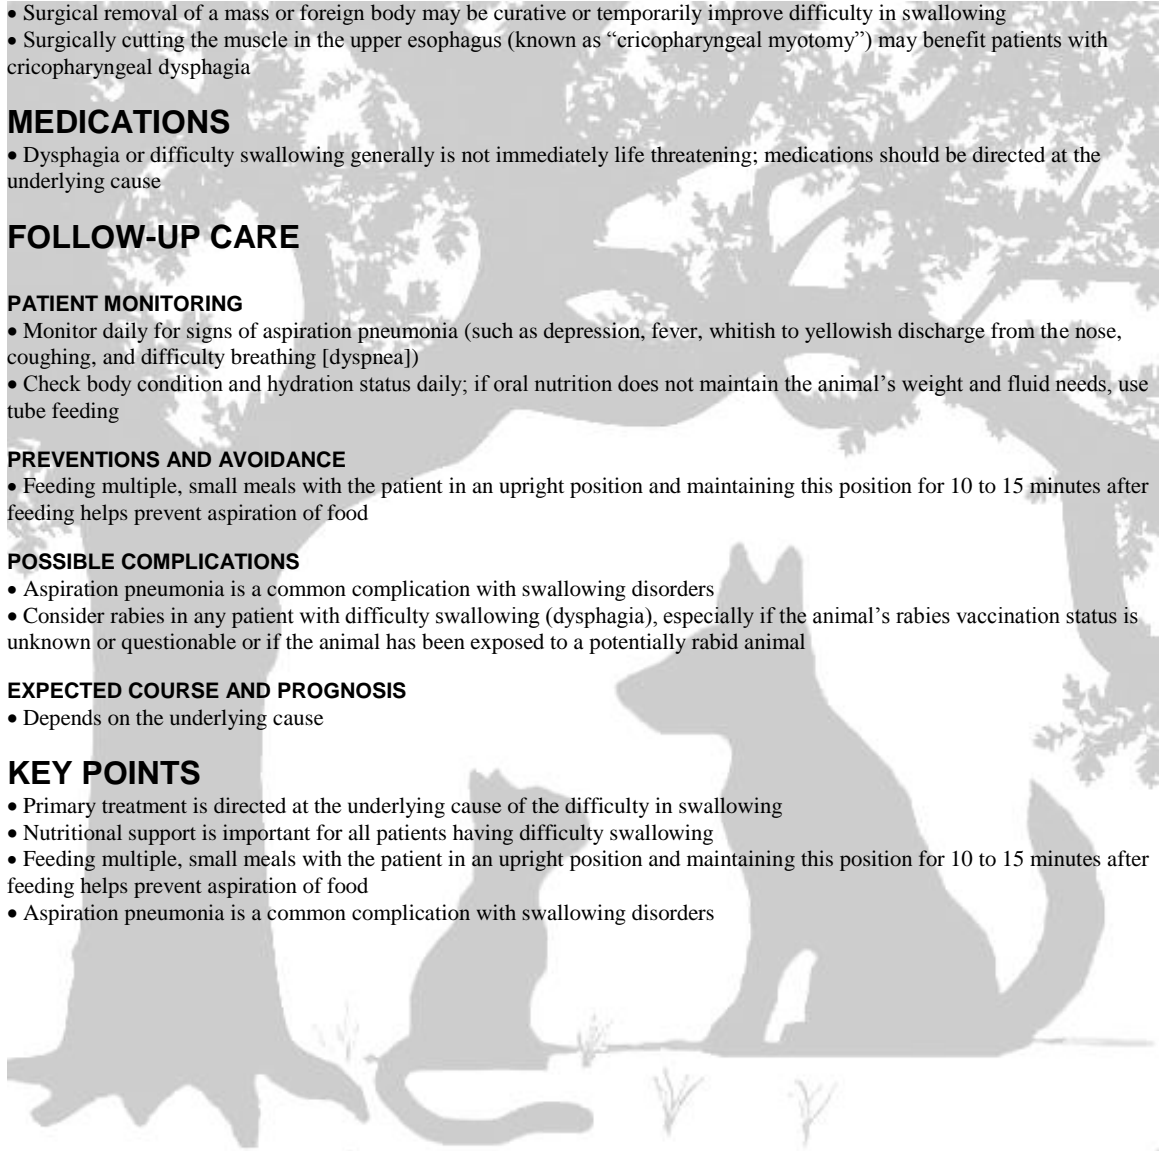 • Surgical removal of a mass or foreign body may be curative or temporarily improve difficulty in swallowing
• Surgically cutting the muscle in the upper esophagus (known as “cricopharyngeal myotomy”) may benefit patients with
cricopharyngeal dysphagia
MEDICATIONS
• Dysphagia or difficulty swallowing generally is not immediately life threatening; medications should be directed at the
underlying cause
FOLLOW-UP CARE
PATIENT MONITORING
• Monitor daily for signs of aspiration pneumonia (such as depression, fever, whitish to yellowish discharge from the nose,
coughing, and difficulty breathing [dyspnea])
• Check body condition and hydration status daily; if oral nutrition does not maintain the animal’s weight and fluid needs, use
tube feeding
PREVENTIONS AND AVOIDANCE
• Feeding multiple, small meals with the patient in an upright position and maintaining this position for 10 to 15 minutes after
feeding helps prevent aspiration of food
POSSIBLE COMPLICATIONS
• Aspiration pneumonia is a common complication with swallowing disorders
• Consider rabies in any patient with difficulty swallowing (dysphagia), especially if the animal’s rabies vaccination status is
unknown or questionable or if the animal has been exposed to a potentially rabid animal
EXPECTED COURSE AND PROGNOSIS
• Depends on the underlying cause
KEY POINTS
• Primary treatment is directed at the underlying cause of the difficulty in swallowing
• Nutritional support is important for all patients having difficulty swallowing
• Feeding multiple, small meals with the patient in an upright position and maintaining this position for 10 to 15 minutes after
feeding helps prevent aspiration of food
• Aspiration pneumonia is a common complication with swallowing disorders